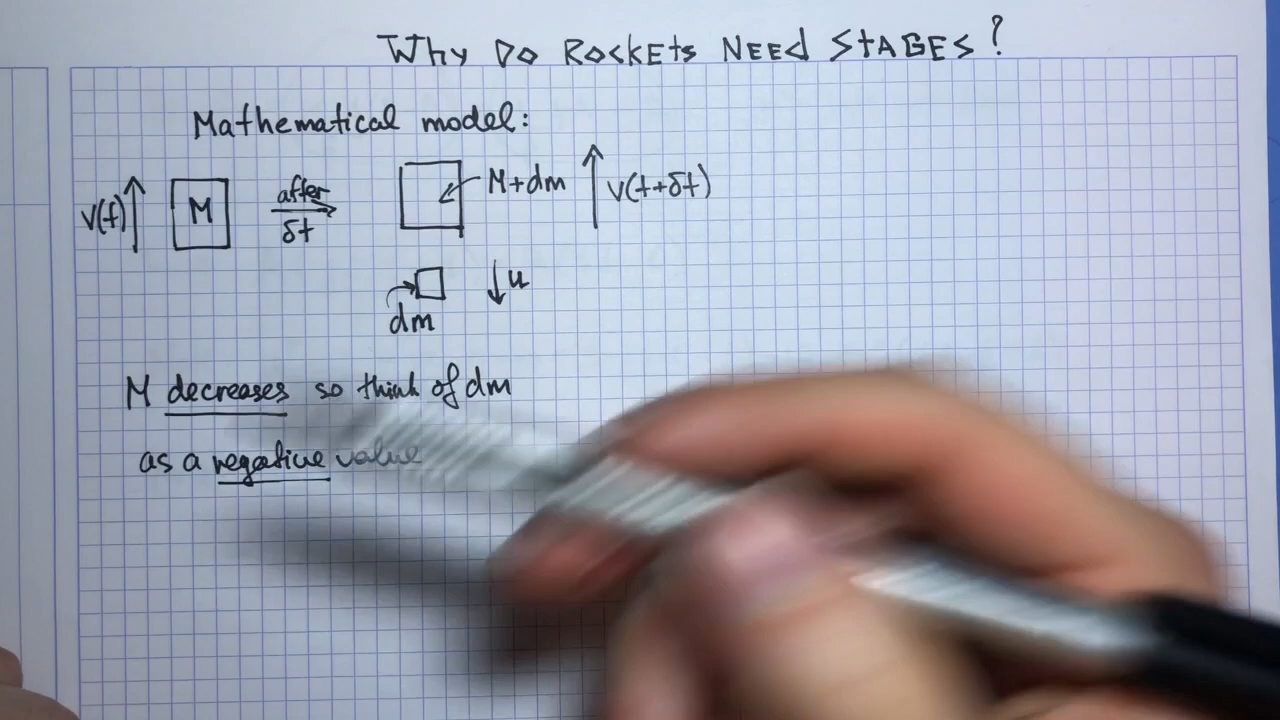 Why Do Rockets Need Stages?
Mathematical model:
v(t) M after δt M+dm v(t+δt)
dm u
M decreases so think of dm
as a negative value